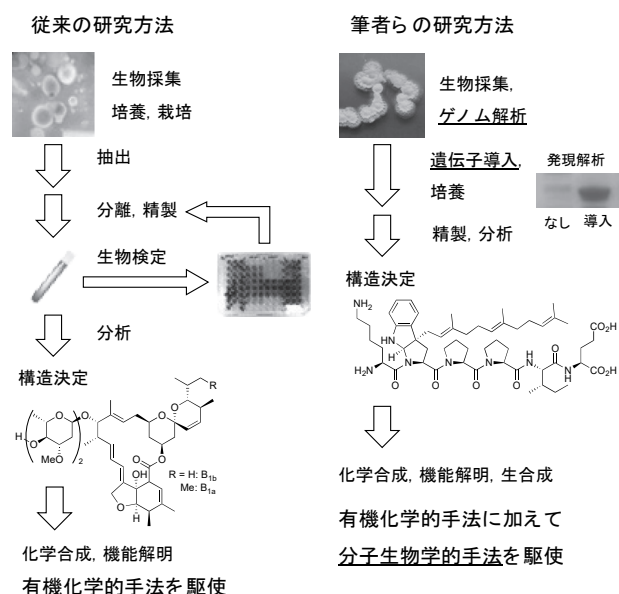 従来の研究方法
生物採集
培養, 栽培
抽出
分離, 精製
生物検定
分析
構造決定
R
O
O
O
O
H
O
O
MeO
2
O
O
OH
O
R = H: B1b
Me: B1a
H
化学合成, 機能解明
有機化学的手法を駆使
筆者らの研究方法
生物採集,
ゲノム解析
遺伝子導入,
培養
発現解析
なし 導入
精製, 分析
構造決定
NH2
HN
H
N
N
N
H
N
N
H
H2N
O
O
O
O
O
CO2H
CO2H
化学合成, 機能解明, 生合成
有機化学的手法に加えて
分子生物学的手法を駆使